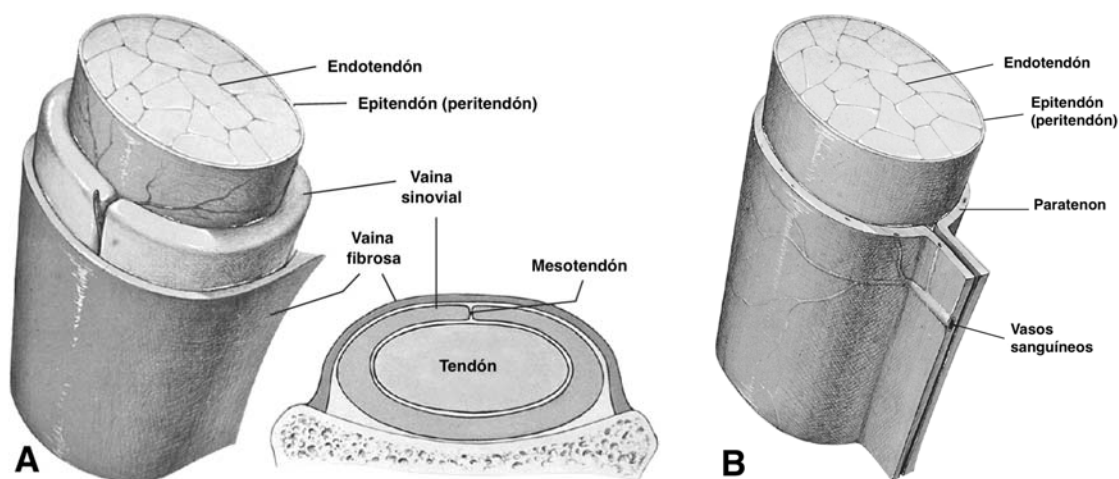 Endotendón
Epitendón (peritendón)
Vaina
sinovial
Vaina
fibrosa
Mesotendón
Tendón
A
Endotendón
Epitendón
(peritendón)
Paratenon
Vasos
sanguíneos
B